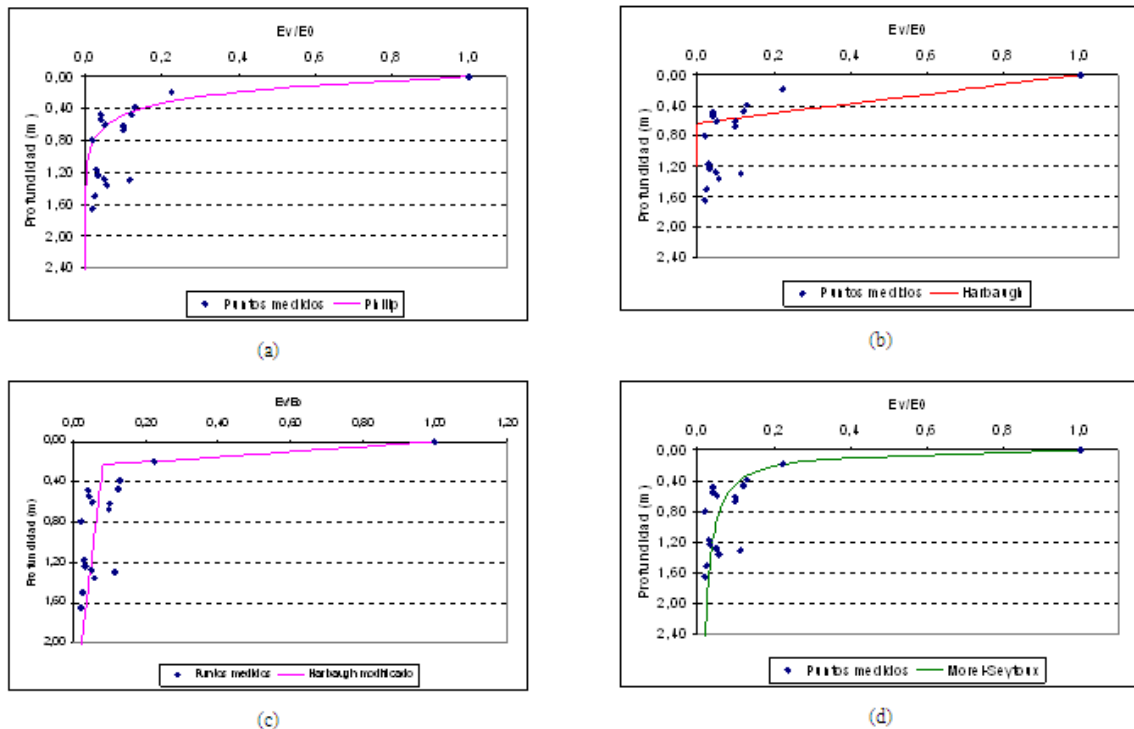 Ev/E0
0,0 0,2 0,4 0,6 0,8 1,0
0,00
0,40
0,80
1,20
1,60
2,00
2,40
Profundidad (m)
Puntos medidos Philip
(a)
Ev/E0
0,0 0,2 0,4 0,6 0,8 1,0
0,00
0,40
0,80
1,20
1,60
2,00
2,40
Profundidad (m)
Puntos medidos Harbaugh
(b)
Ev/Eo
0,00 0,20 0,40 0,60 0,80 1,00 1,20
0,00
0,40
0,80
1,20
1,60
2,00
Profundidad (m)
Puntos medidos Harbaugh modificado
(c)
Ev/E0
0,0 0,2 0,4 0,6 0,8 1,0
0,00
0,40
0,80
1,20
1,60
2,00
2,40
Profundidad (m)
Puntos medidos Morel-Seytoux
(d)